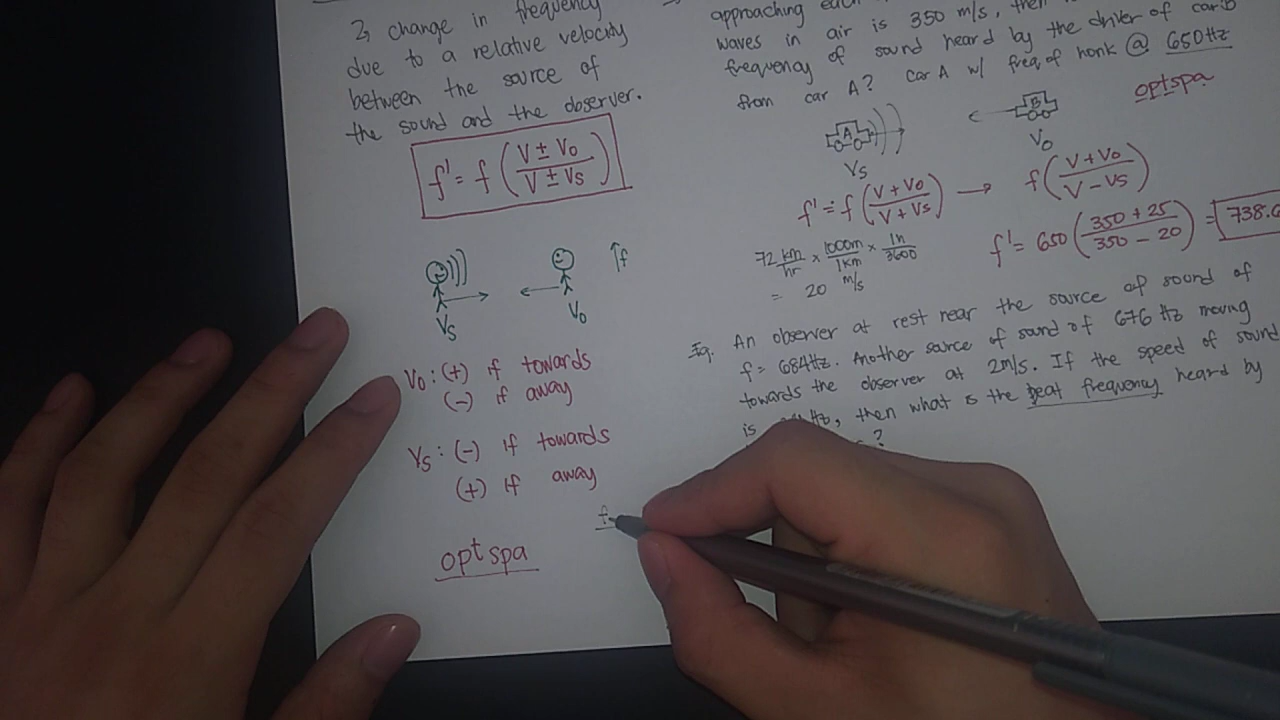 ↳ change in frequency
due to a relative velocity
between the source of
the sound and the observer.
f' = f (V ± Vo / V ± Vs)
↑f
Vs
Vo
Vo: (+) if towards
(-) if away
Vs: (-) if towards
(+) if away
optspa
approaching each
waves in air is 350 m/s, then
frequency of sound heard by the driver of car B
from car A? Car A w/ freq. of honk @ 650Hz
optspa
A
B
Vs
Vo
f' = f (V + Vo / V + Vs) → f (V + Vo / V - Vs)
72 km/hr × 1000m/1km × 1h/3600
= 20 m/s
f' = 650 (350 + 25 / 350 - 20) = 738.6
Eg. An observer at rest near the source of sound of
f = 684Hz. Another source of sound of 676 Hz moving
towards the observer at 2m/s. If the speed of sound
is Hz, then what is the beat frequency heard by
?
f